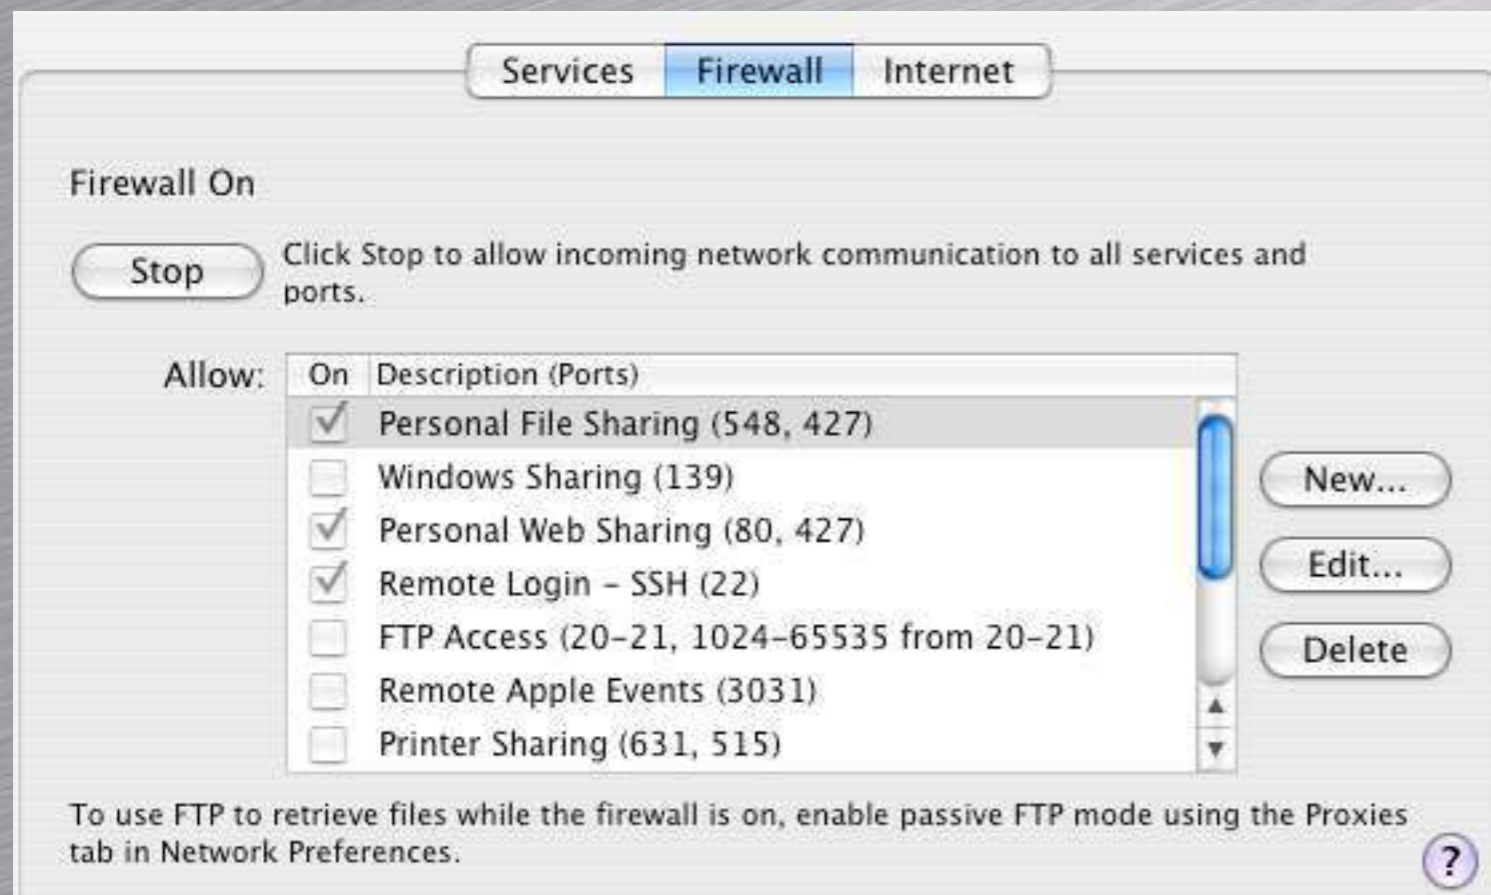 Services Firewall Internet
Firewall On
Stop
Click Stop to allow incoming network communication to all services and
ports.
Allow:
On Description (Ports)
Personal File Sharing (548, 427)
Windows Sharing (139)
Personal Web Sharing (80, 427)
Remote Login – SSH (22)
FTP Access (20–21, 1024–65535 from 20–21)
Remote Apple Events (3031)
Printer Sharing (631, 515)
New...
Edit...
Delete
To use FTP to retrieve files while the firewall is on, enable passive FTP mode using the Proxies
tab in Network Preferences.
?